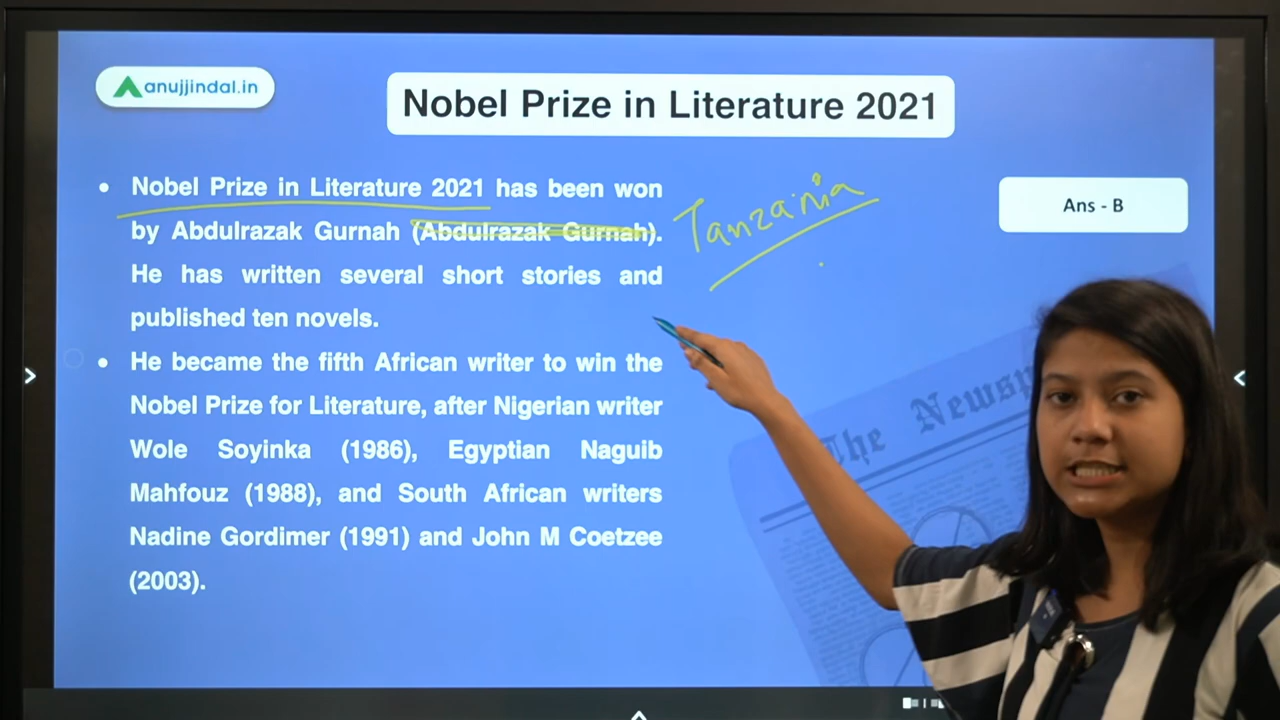 anujjindal.in
Nobel Prize in Literature 2021
Ans - B
• Nobel Prize in Literature 2021 has been won
by Abdulrazak Gurnah (Abdulrazak Gurnah).
Tanzania
He has written several short stories and
published ten novels.
• He became the fifth African writer to win the
Nobel Prize for Literature, after Nigerian writer
Wole Soyinka (1986), Egyptian Naguib
Mahfouz (1988), and South African writers
Nadine Gordimer (1991) and John M Coetzee
(2003).
The Newsp